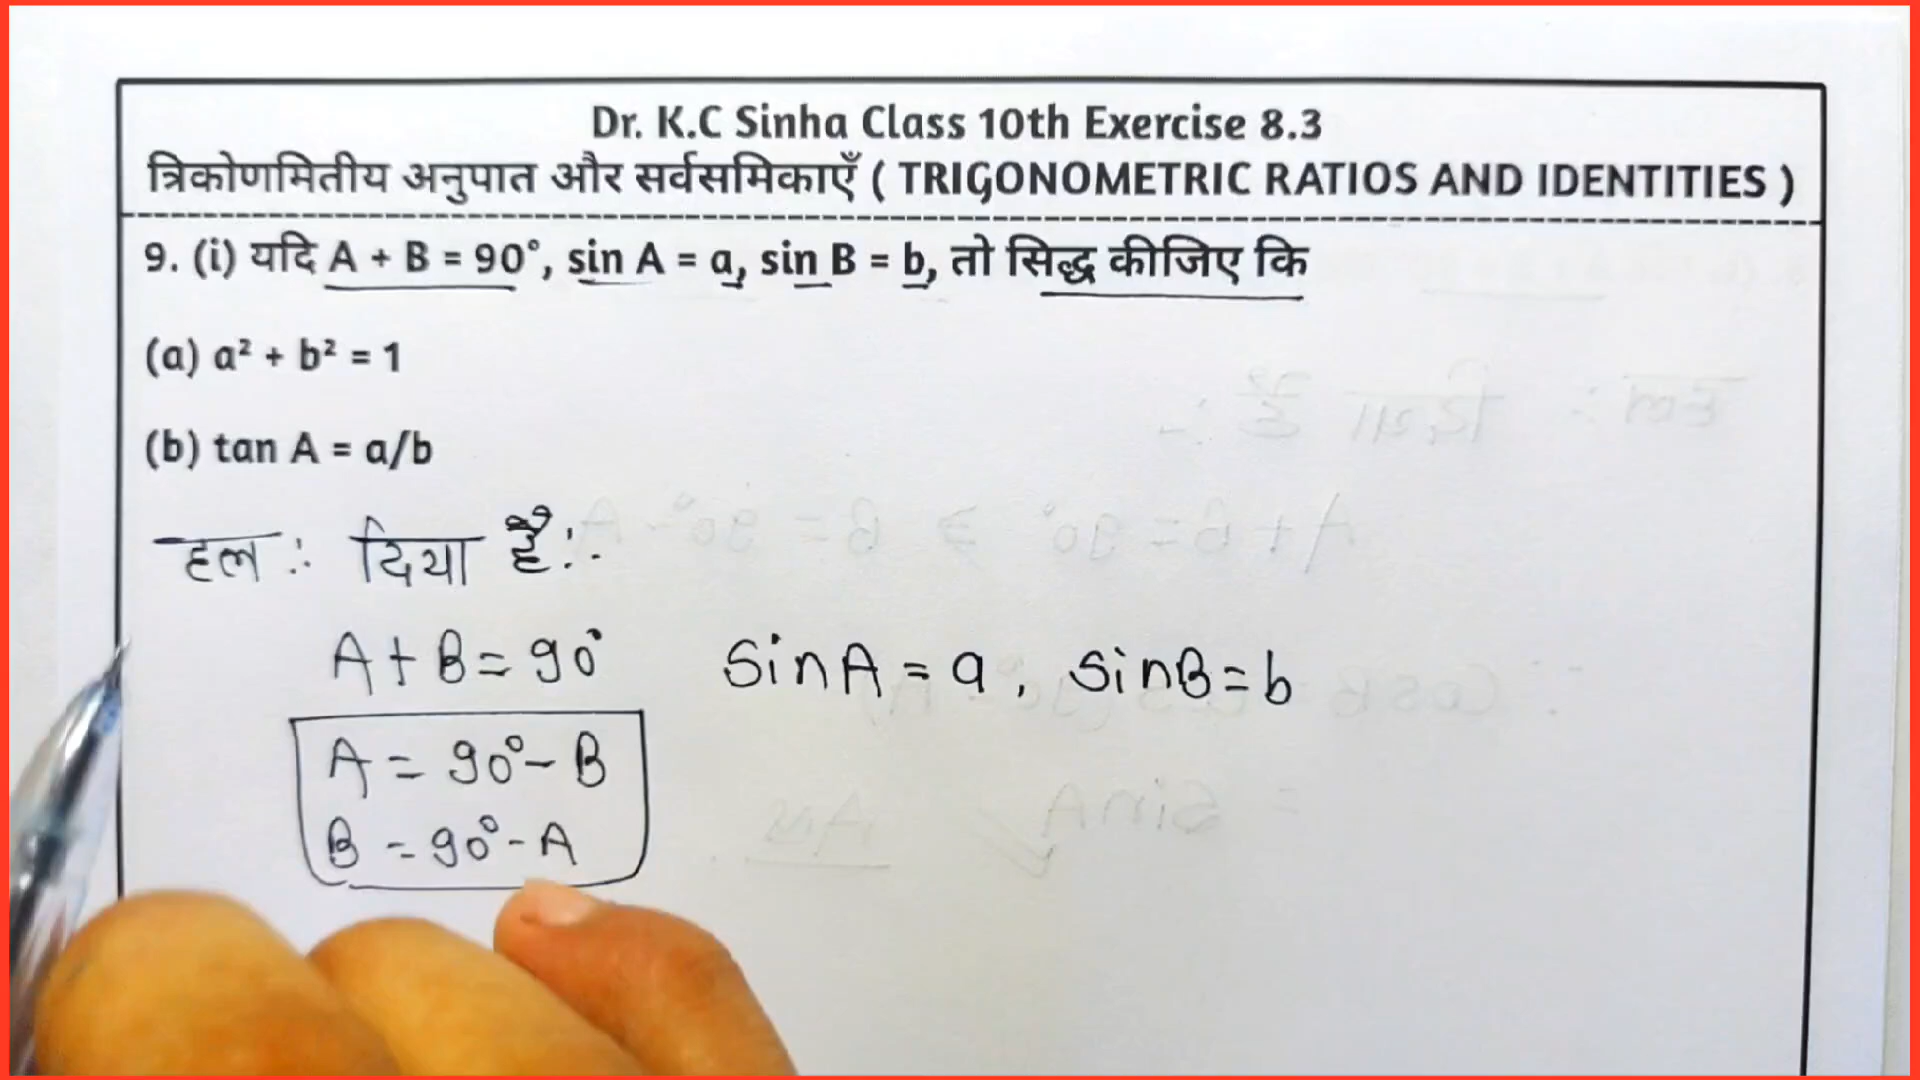 Dr. K.C Sinha Class 10th Exercise 8.3
त्रिकोणमितीय अनुपात और सर्वसमिकाएँ ( TRIGONOMETRIC RATIOS AND IDENTITIES )
9. (i) यदि A + B = 90°, sin A = a, sin B = b, तो सिद्ध कीजिए कि
(a) a² + b² = 1
(b) tan A = a/b
हल : दिया है :-
A + B = 90° sin A = a , sin B = b
A = 90° - B
B = 90° - A